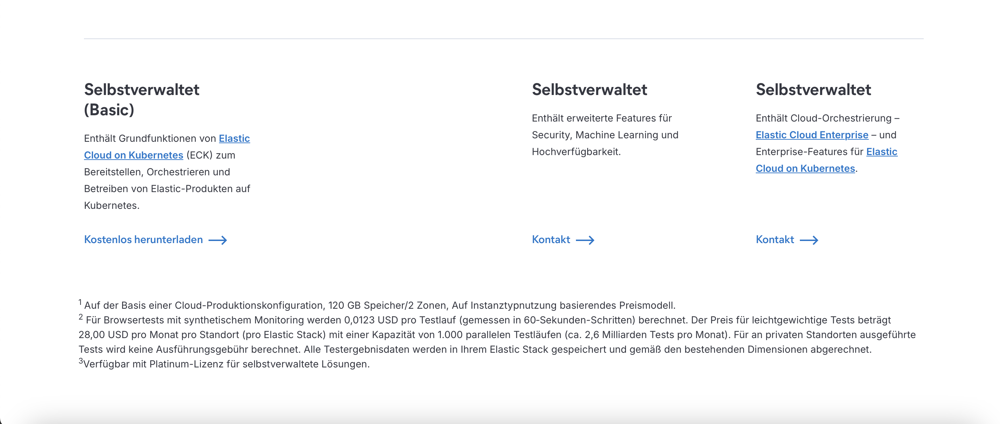 Selbstverwaltet
(Basic)
Enthält Grundfunktionen von Elastic
Cloud on Kubernetes (ECK) zum
Bereitstellen, Orchestrieren und
Betreiben von Elastic-Produkten auf
Kubernetes.
Kostenlos herunterladen
Selbstverwaltet
Enthält erweiterte Features für
Security, Machine Learning und
Hochverfügbarkeit.
Kontakt
Selbstverwaltet
Enthält Cloud-Orchestrierung –
Elastic Cloud Enterprise – und
Enterprise-Features für Elastic
Cloud on Kubernetes.
Kontakt
1 Auf der Basis einer Cloud-Produktionskonfiguration, 120 GB Speicher/2 Zonen, Auf Instanztypnutzung basierendes Preismodell.
2 Für Browsertests mit synthetischem Monitoring werden 0,0123 USD pro Testlauf (gemessen in 60-Sekunden-Schritten) berechnet. Der Preis für leichtgewichtige Tests beträgt
28,00 USD pro Monat pro Standort (pro Elastic Stack) mit einer Kapazität von 1.000 parallelen Testläufen (ca. 2,6 Milliarden Tests pro Monat). Für an privaten Standorten ausgeführte
Tests wird keine Ausführungsgebühr berechnet. Alle Testergebnisdaten werden in Ihrem Elastic Stack gespeichert und gemäß den bestehenden Dimensionen abgerechnet.
3Verfügbar mit Platinum-Lizenz für selbstverwaltete Lösungen.